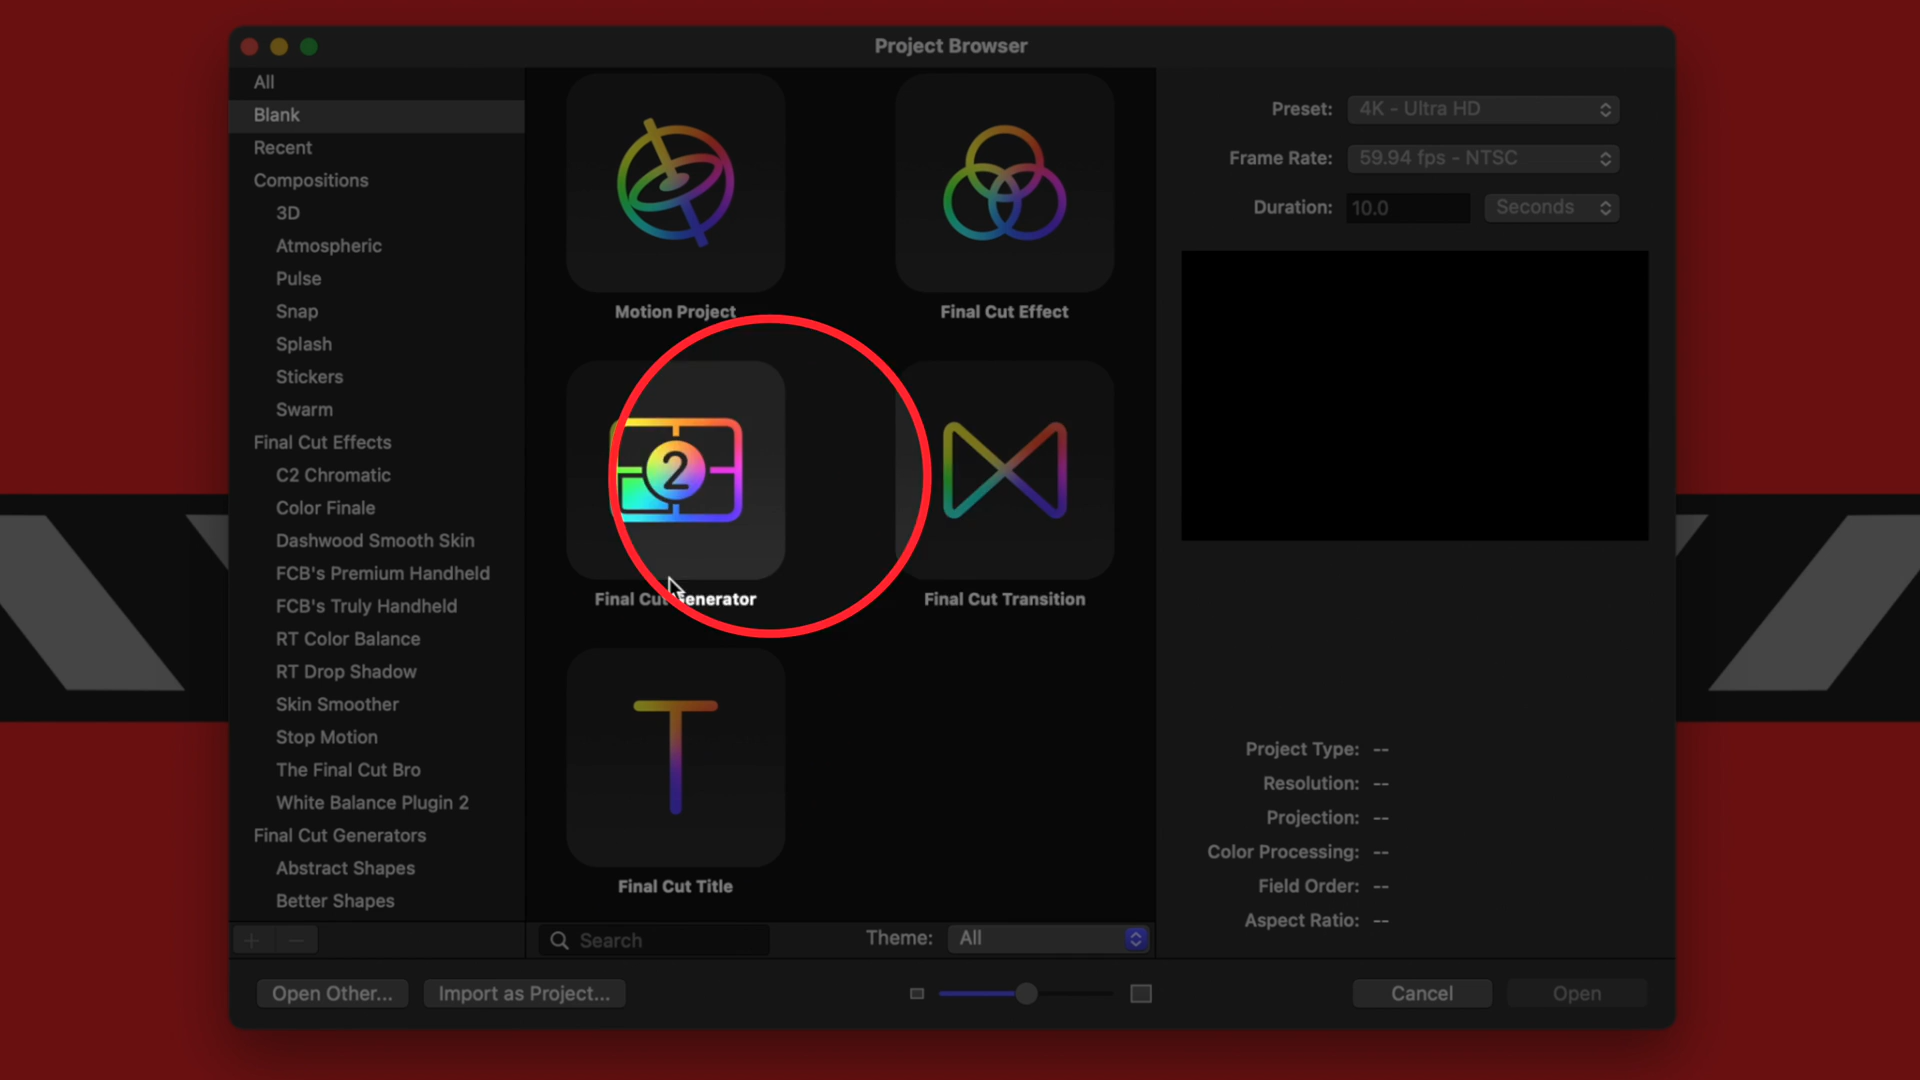 Project Browser
All
Blank
Recent
Compositions
3D
Atmospheric
Pulse
Snap
Splash
Stickers
Swarm
Final Cut Effects
C2 Chromatic
Color Finale
Dashwood Smooth Skin
FCB's Premium Handheld
FCB's Truly Handheld
RT Color Balance
RT Drop Shadow
Skin Smoother
Stop Motion
The Final Cut Bro
White Balance Plugin 2
Final Cut Generators
Abstract Shapes
Better Shapes
Motion Project
Final Cut Effect
2
Final Cut Generator
Final Cut Transition
T
Final Cut Title
Search
Theme: All
Preset: 4K - Ultra HD
Frame Rate: 59.94 fps - NTSC
Duration: 10.0 Seconds
Project Type: --
Resolution: --
Projection: --
Color Processing: --
Field Order: --
Aspect Ratio: --
Open Other...
Import as Project...
Cancel
Open